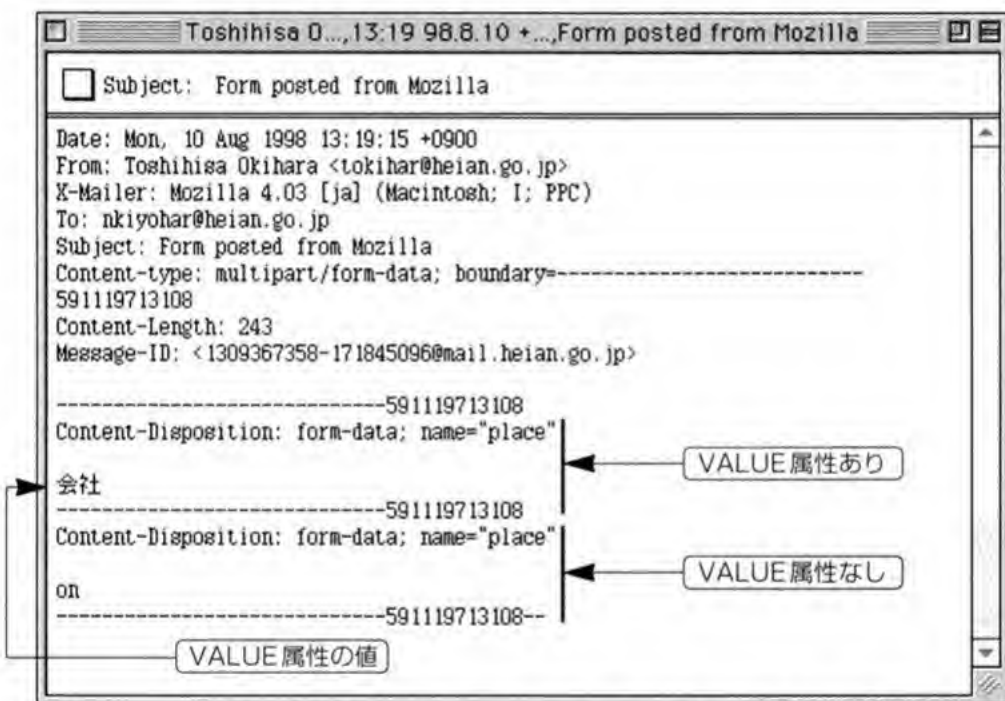 Toshihisa O...,13:19 98.8.10 +...,Form posted from Mozilla
Subject: Form posted from Mozilla
Date: Mon, 10 Aug 1998 13:19:15 +0900
From: Toshihisa Okihara <tokihar@heian.go.jp>
X-Mailer: Mozilla 4.03 [ja] (Macintosh; I; PPC)
To: nkiyohar@heian.go.jp
Subject: Form posted from Mozilla
Content-type: multipart/form-data; boundary=---------------------------
591119713108
Content-Length: 243
Message-ID: <1309367358-171845096@mail.heian.go.jp>
-----------------------------591119713108
Content-Disposition: form-data; name="place"
VALUE属性あり
会社
-----------------------------591119713108
Content-Disposition: form-data; name="place"
VALUE属性なし
on
-----------------------------591119713108--
VALUE属性の値